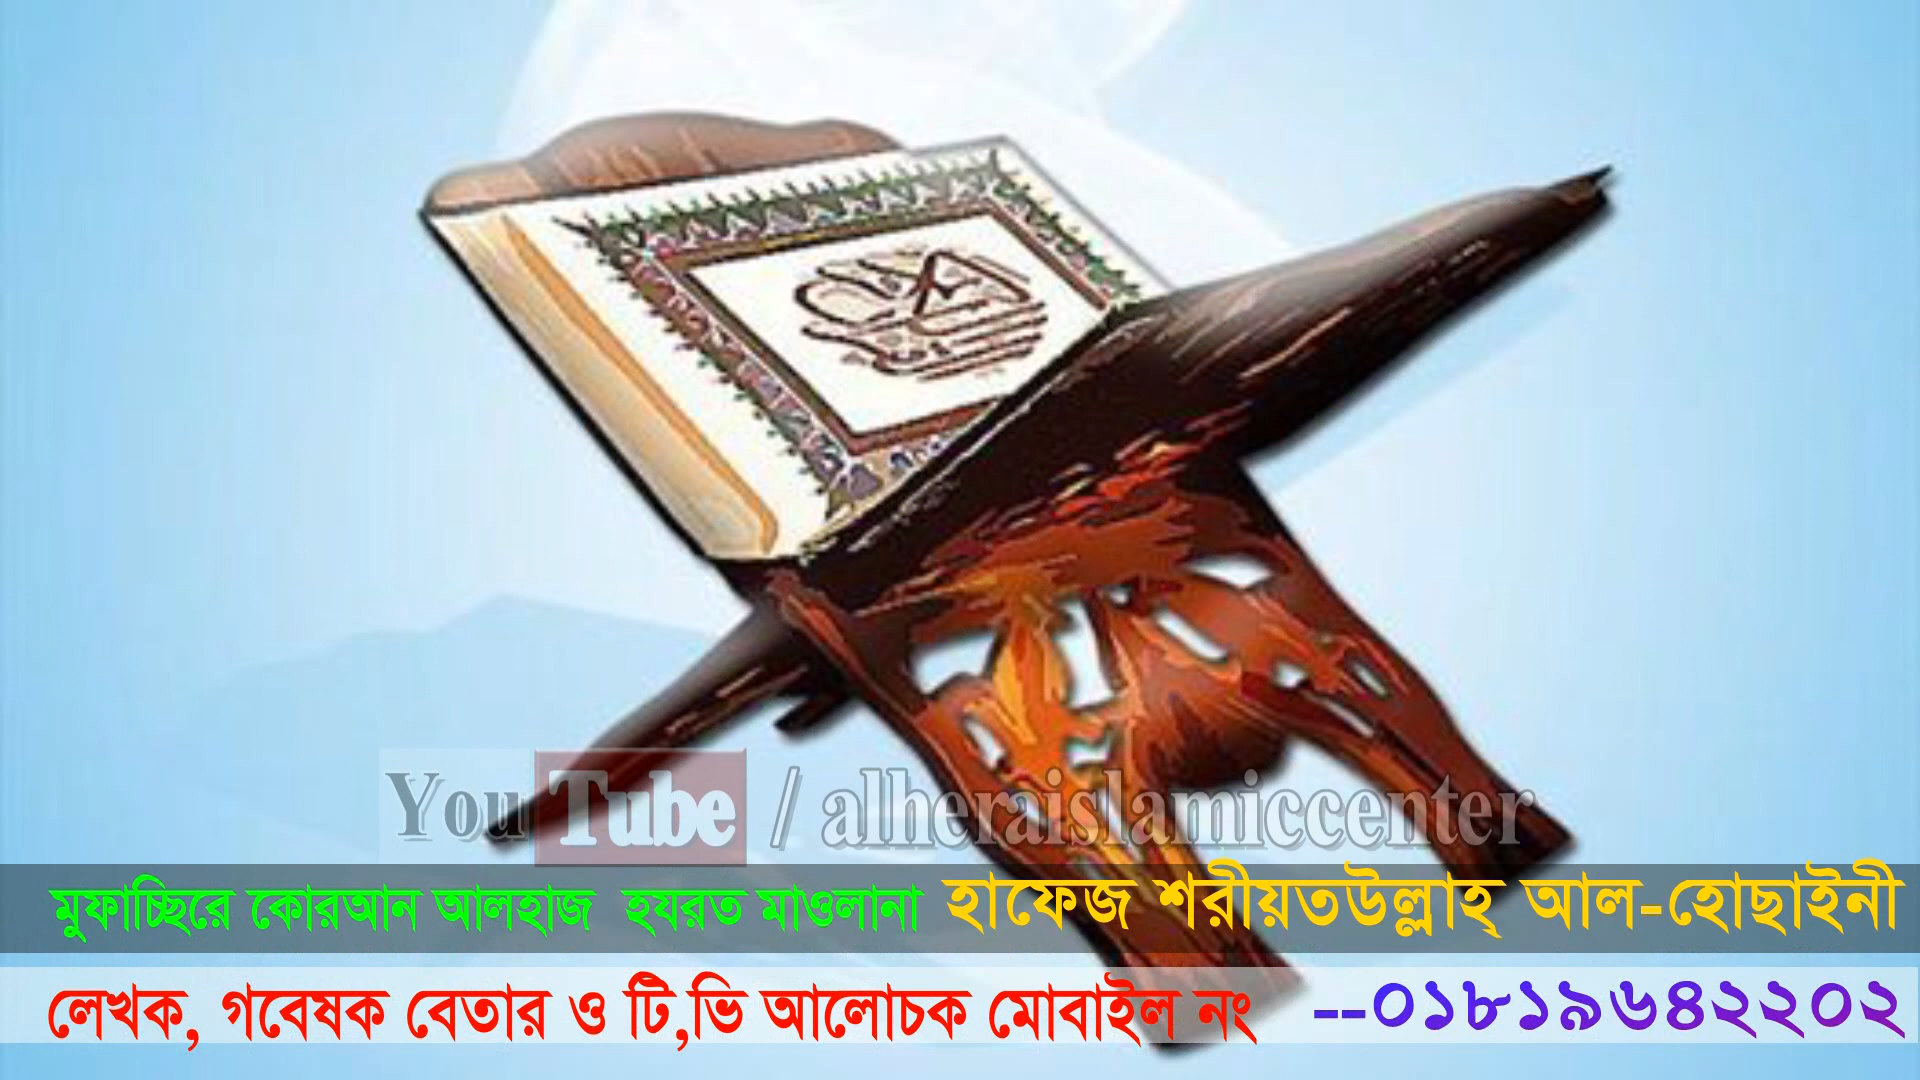 YouTube / alheraislamiccenter
মুফাচ্ছিরে কোরআন আলহাজ হযরত মাওলানা হাফেজ শরীয়তউল্লাহ্ আল-হোছাইনী
লেখক, গবেষক বেতার ও টি,ভি আলোচক মোবাইল নং --০১৮১৯৬৪২২০২